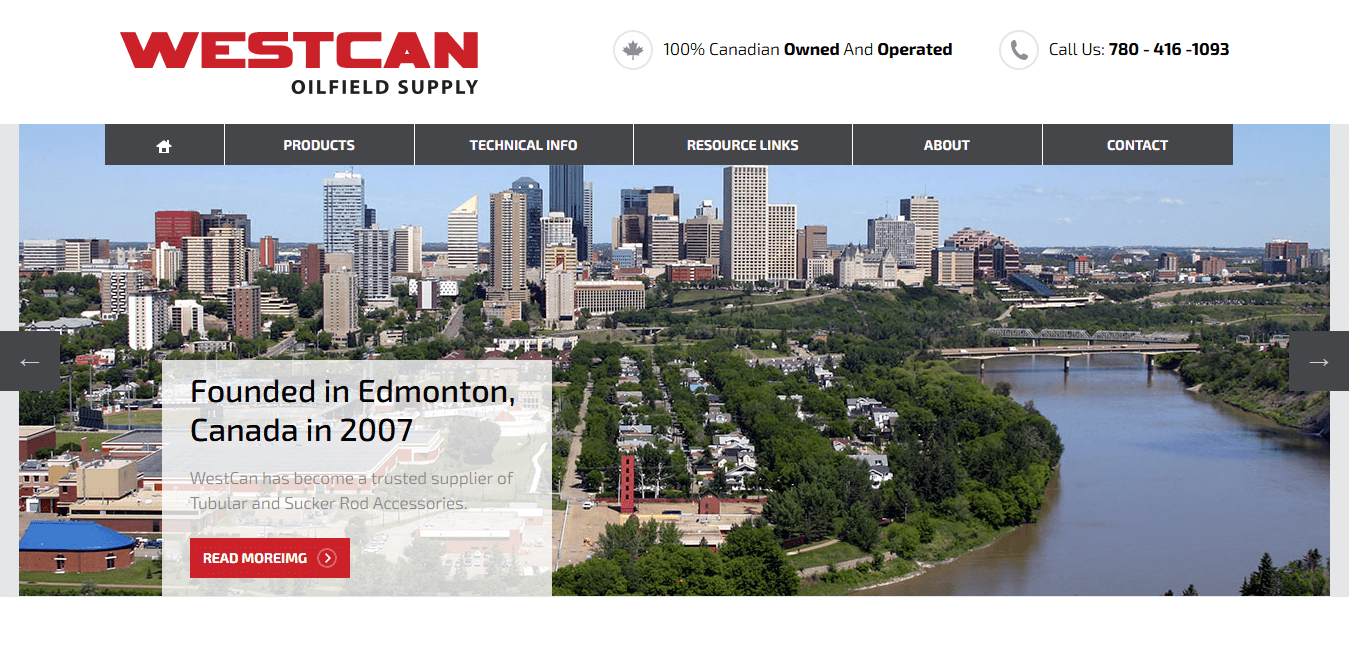 WESTCAN
OILFIELD SUPPLY
100% Canadian Owned And Operated
Call Us: 780 - 416 -1093
PRODUCTS
TECHNICAL INFO
RESOURCE LINKS
ABOUT
CONTACT
Founded in Edmonton,
Canada in 2007
WestCan has become a trusted supplier of
Tubular and Sucker Rod Accessories.
READ MOREIMG